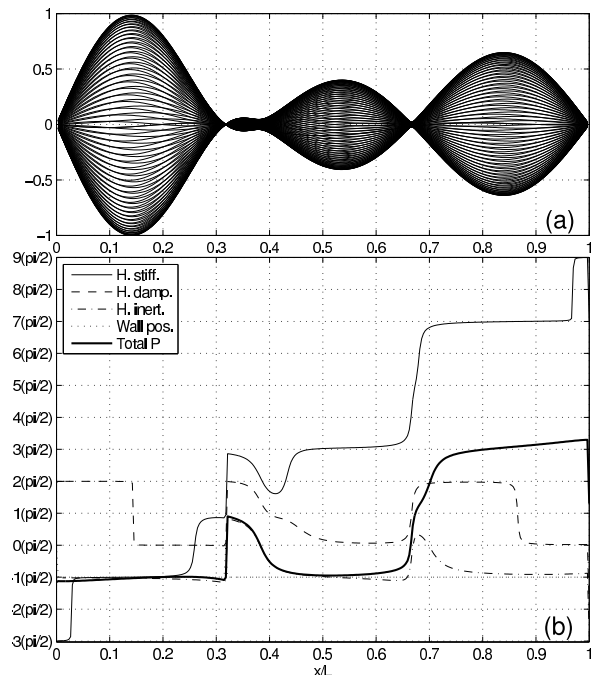 1
0.5
0
−0.5
−1
(a)
0 0.1 0.2 0.3 0.4 0.5 0.6 0.7 0.8 0.9 1
9(pi/2)
8(pi/2)
7(pi/2)
6(pi/2)
5(pi/2)
4(pi/2)
3(pi/2)
2(pi/2)
1(pi/2)
0(pi/2)
-1(pi/2)
-2(pi/2)
-3(pi/2)
H. stiff.
H. damp.
H. inert.
Wall pos.
Total P
(b)
0 0.1 0.2 0.3 0.4 0.5 0.6 0.7 0.8 0.9 1
x/L